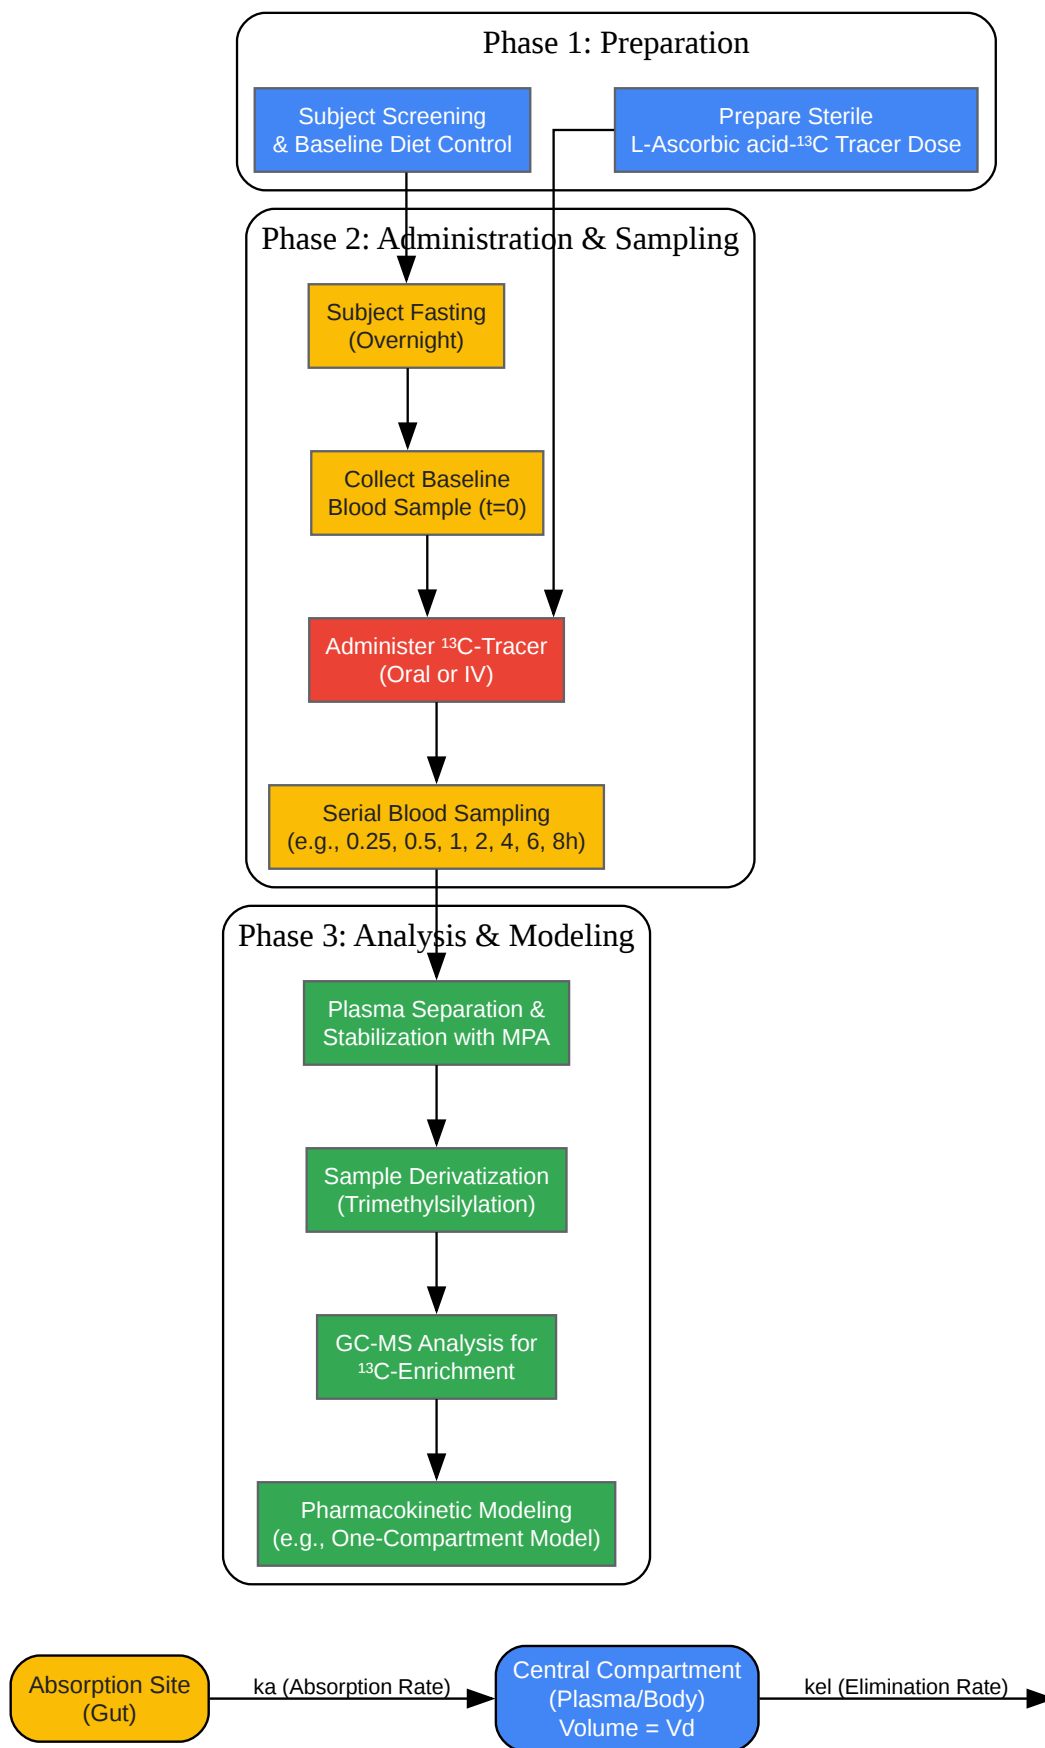 Phase 1: Preparation
Subject Screening
& Baseline Diet Control
Prepare Sterile
L-Ascorbic acid-¹³C Tracer Dose
Phase 2: Administration & Sampling
Subject Fasting
(Overnight)
Collect Baseline
Blood Sample (t=0)
Administer ¹³C-Tracer
(Oral or IV)
Serial Blood Sampling
(e.g., 0.25, 0.5, 1, 2, 4, 6, 8h)
Phase 3: Analysis & Modeling
Plasma Separation &
Stabilization with MPA
Sample Derivatization
(Trimethylsilylation)
GC-MS Analysis for
¹³C-Enrichment
Pharmacokinetic Modeling
(e.g., One-Compartment Model)
Absorption Site
(Gut)
ka (Absorption Rate)
Central Compartment
(Plasma/Body)
Volume = Vd
kel (Elimination Rate)